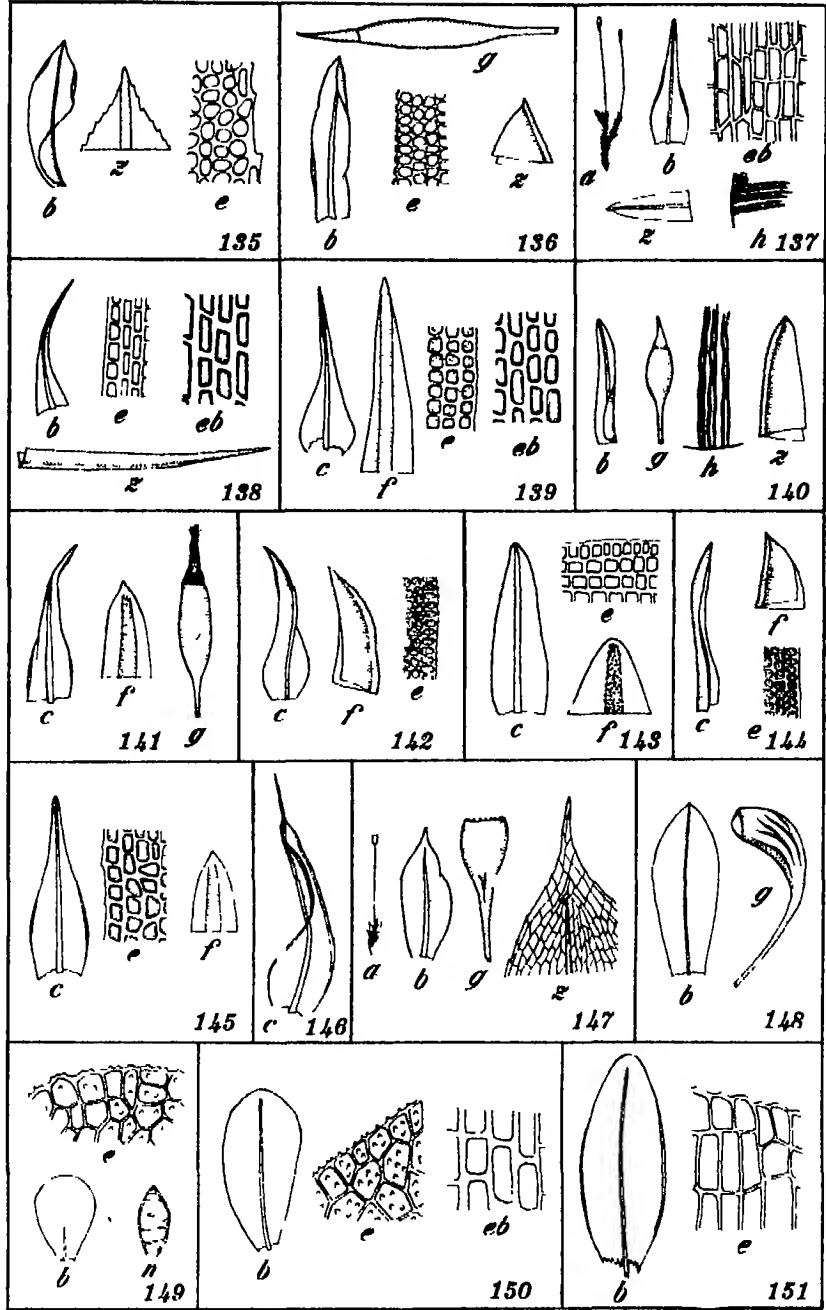 b z e 135
g b e z 136
a b eb z h 137
b e eb z 138
c f e eb 139
b g h z 140
c f g 141
c f e 142
c e f 143
c f e 144
c e f 145
c 146
a b g z 147
b g 148
e b n 149
b e eb 150
b e 151